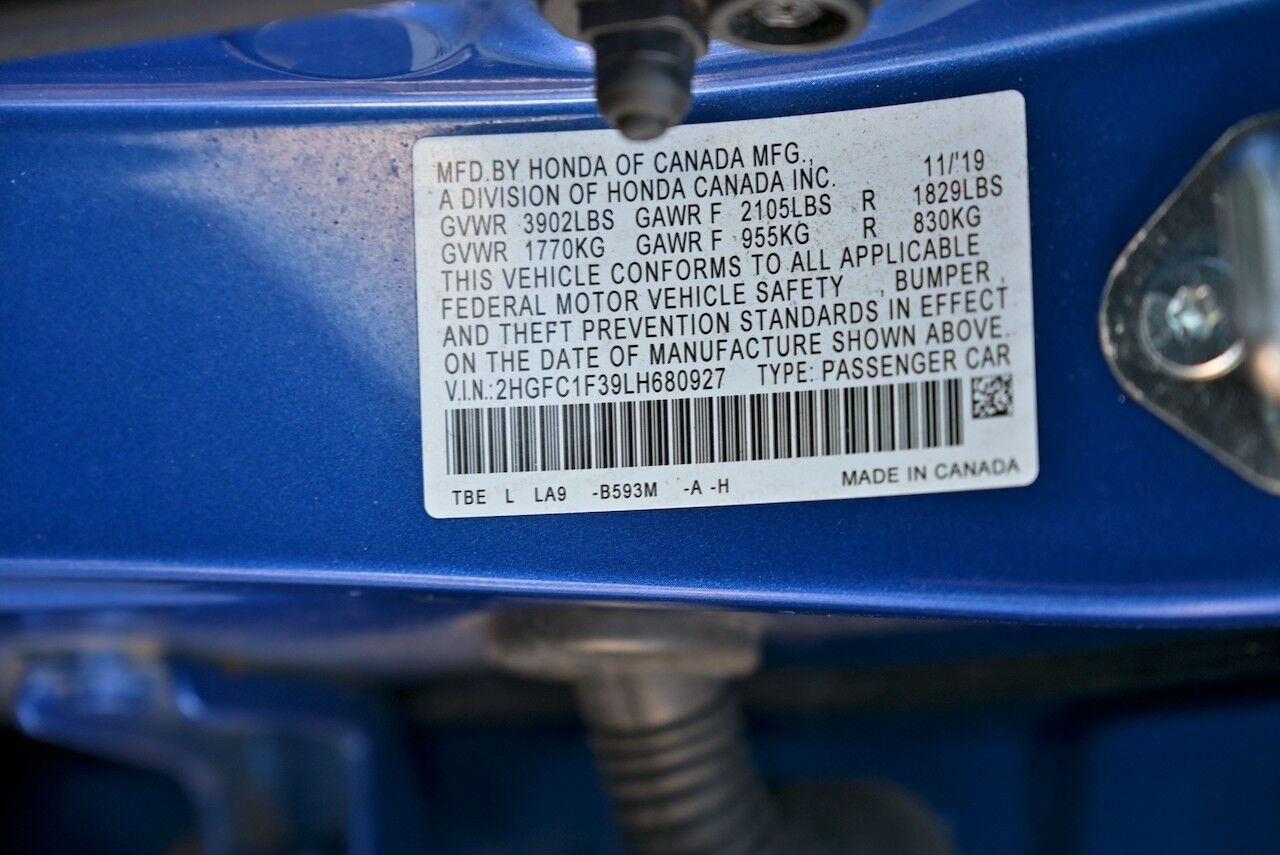 MFD.BY HONDA OF CANADA MFG., 11/'19
A DIVISION OF HONDA CANADA INC.
GVWR 3902LBS GAWR F 2105LBS R 1829LBS
GVWR 1770KG GAWR F 955KG R 830KG
THIS VEHICLE CONFORMS TO ALL APPLICABLE
FEDERAL MOTOR VEHICLE SAFETY , BUMPER ,
AND THEFT PREVENTION STANDARDS IN EFFECT
ON THE DATE OF MANUFACTURE SHOWN ABOVE.
V.I.N.:2HGFC1F39LH680927 TYPE: PASSENGER CAR
TBE L LA9 -B593M -A -H MADE IN CANADA